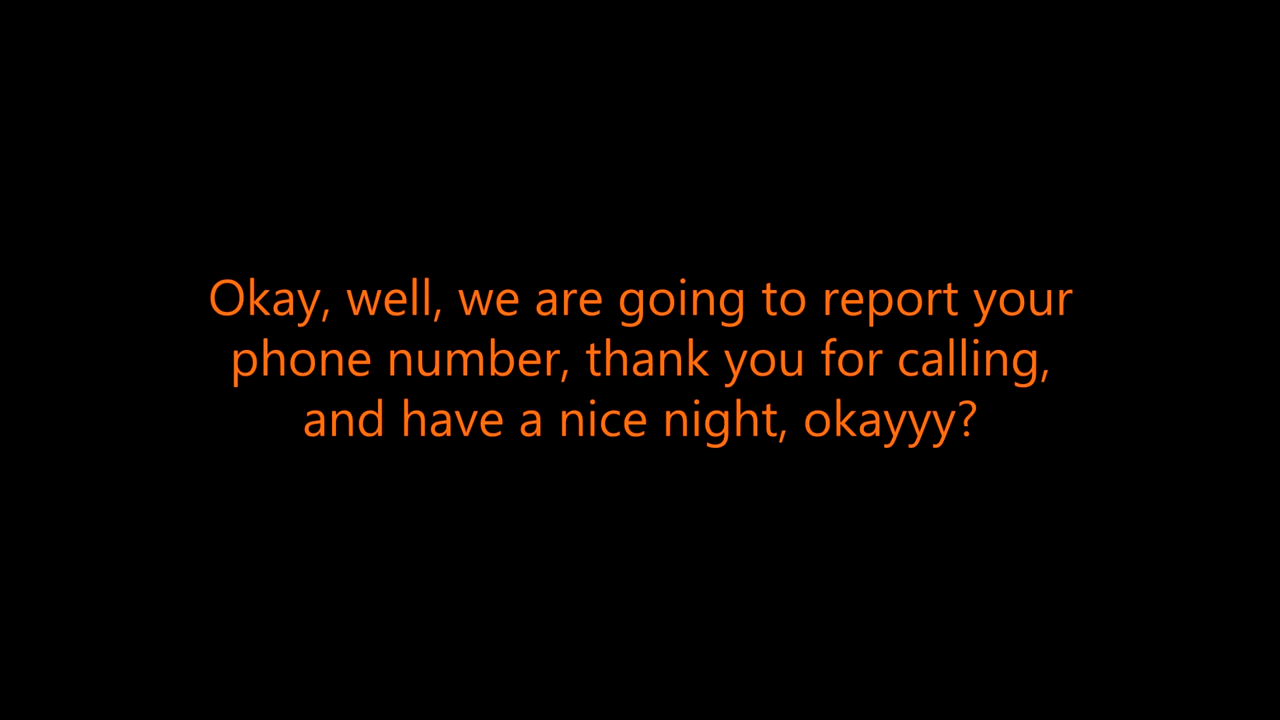 Okay, well, we are going to report your
phone number, thank you for calling,
and have a nice night, okayyy?